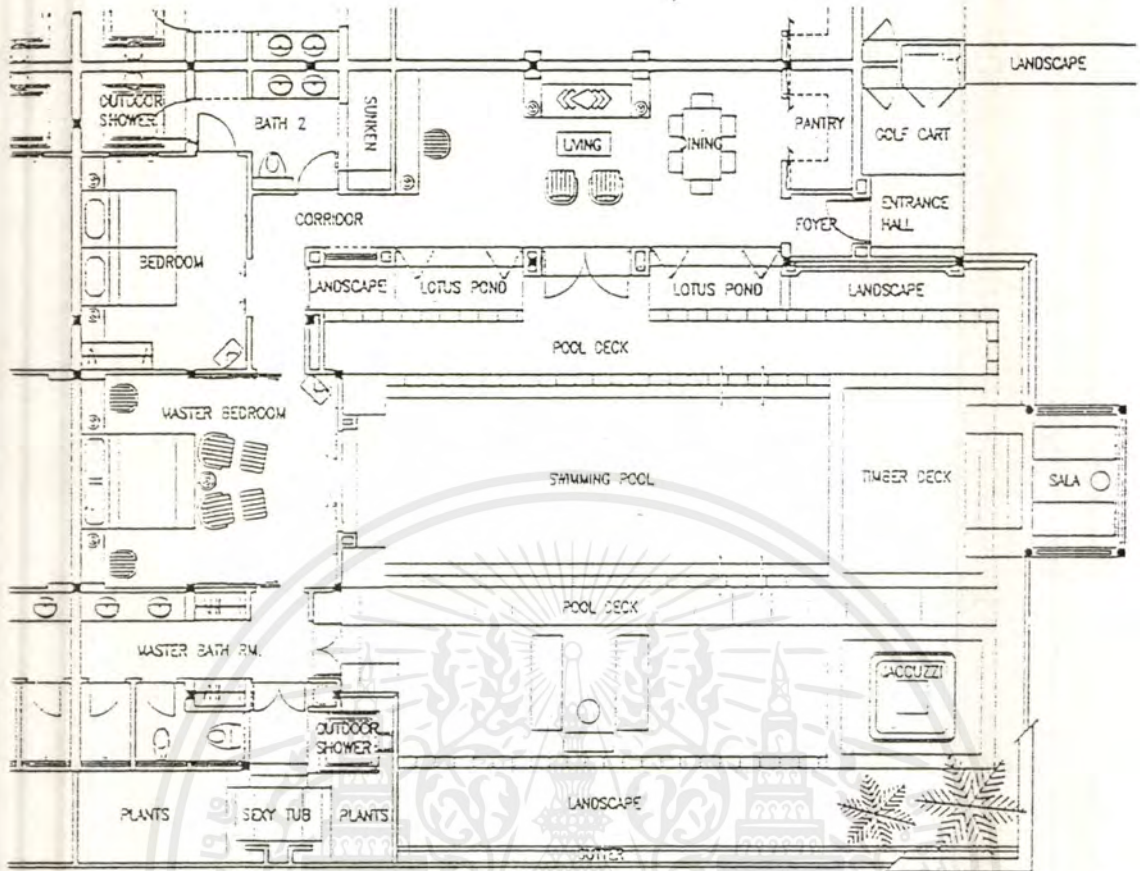 LANDSCAPE
OUTDOOR
SHOWER
BATH 2
SUNKEN
LIVING
DINING
PANTRY
GOLF CART
ENTRANCE
HALL
FOYER
CORRIDOR
BEDROOM
LANDSCAPE
LOTUS POND
LOTUS POND
LANDSCAPE
POOL DECK
MASTER BEDROOM
SWIMMING POOL
TIMBER DECK
SALA
POOL DECK
MASTER BATH RM.
JACCUZZI
OUTDOOR
SHOWER
PLANTS
SEXY TUB
PLANTS
LANDSCAPE
GUTTER